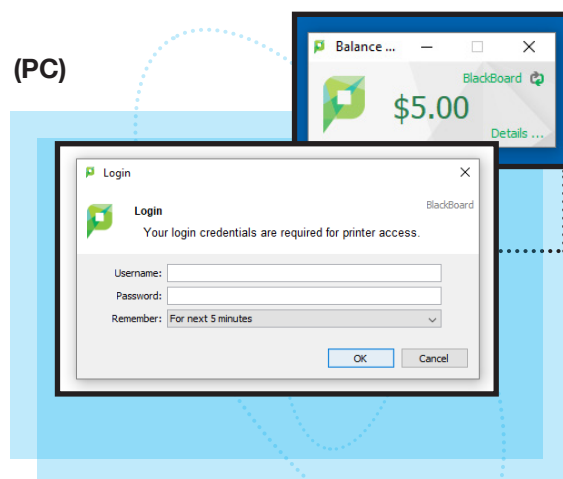 (PC)
Balance ...
BlackBoard
$5.00
Details ...
Login
BlackBoard
Login
Your login credentials are required for printer access.
Username:
Password:
Remember: For next 5 minutes
OK Cancel